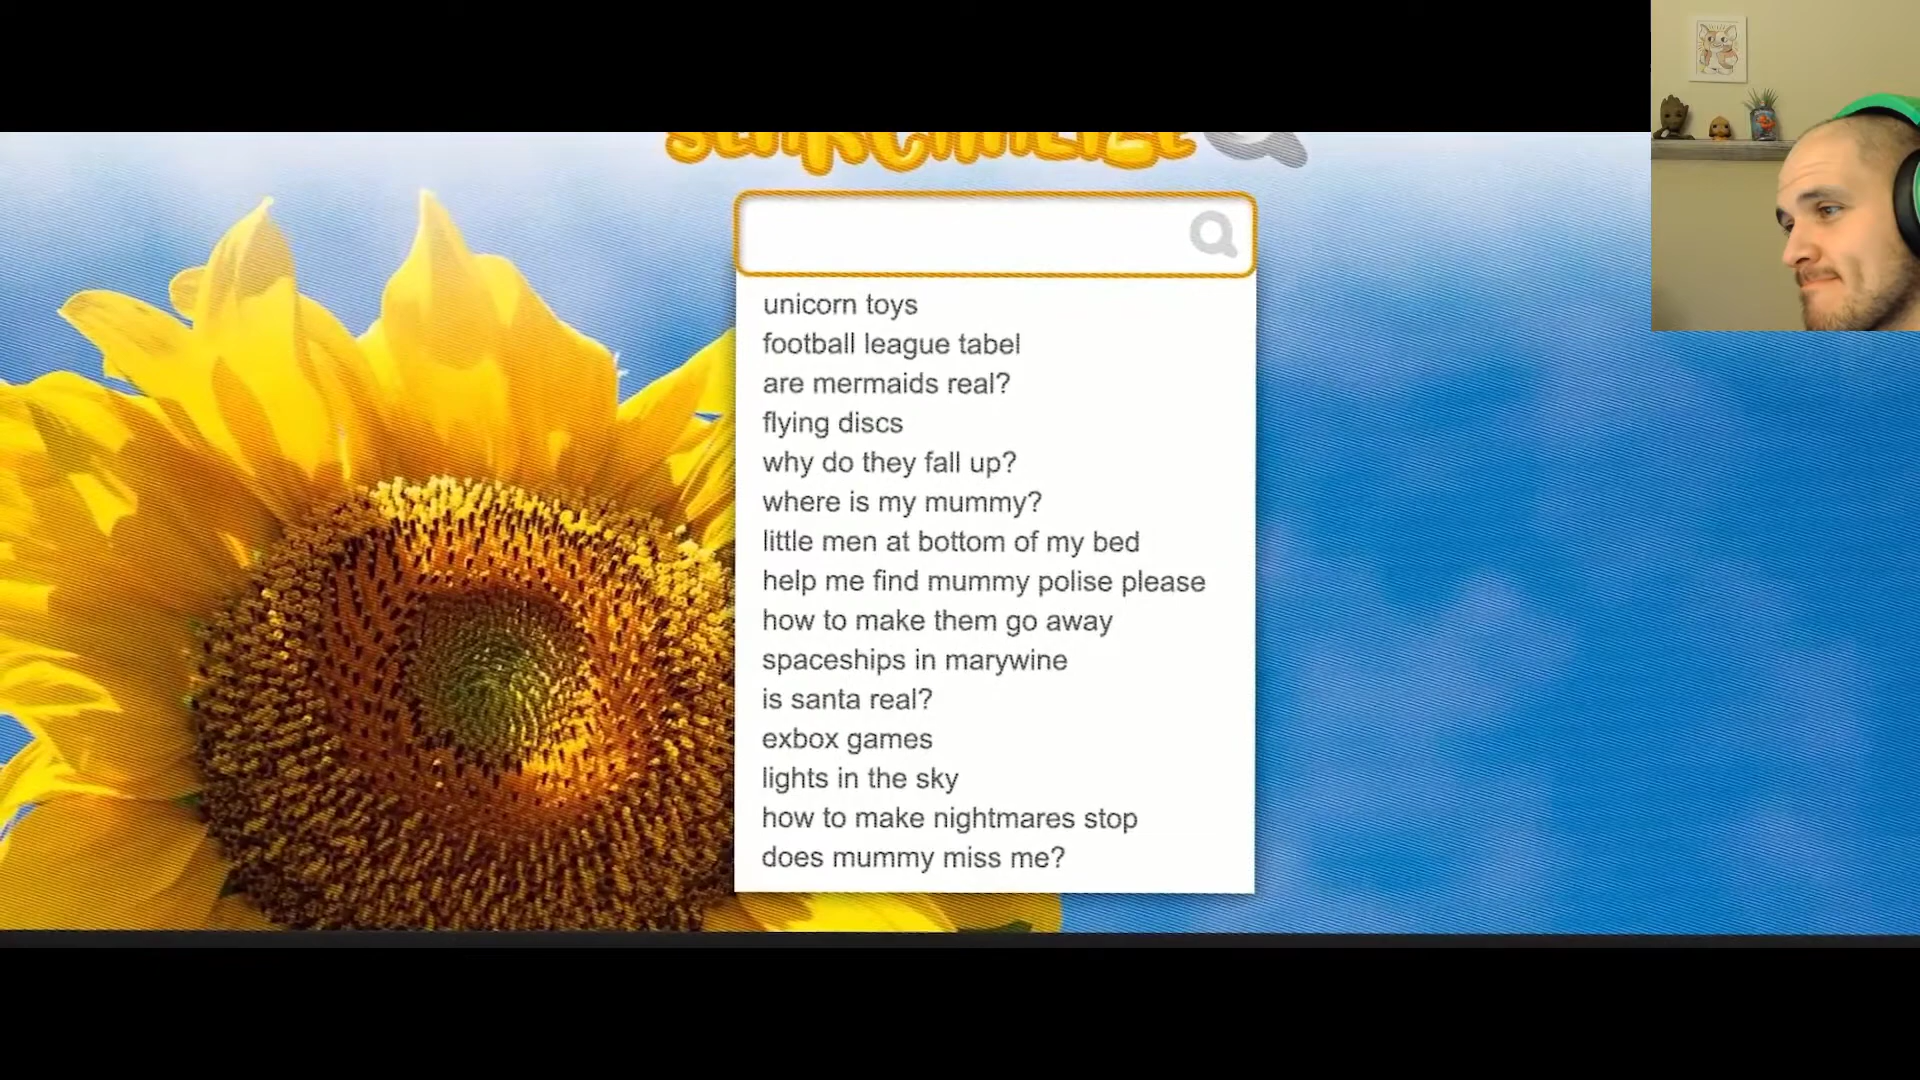 unicorn toys
football league tabel
are mermaids real?
flying discs
why do they fall up?
where is my mummy?
little men at bottom of my bed
help me find mummy polise please
how to make them go away
spaceships in marywine
is santa real?
exbox games
lights in the sky
how to make nightmares stop
does mummy miss me?